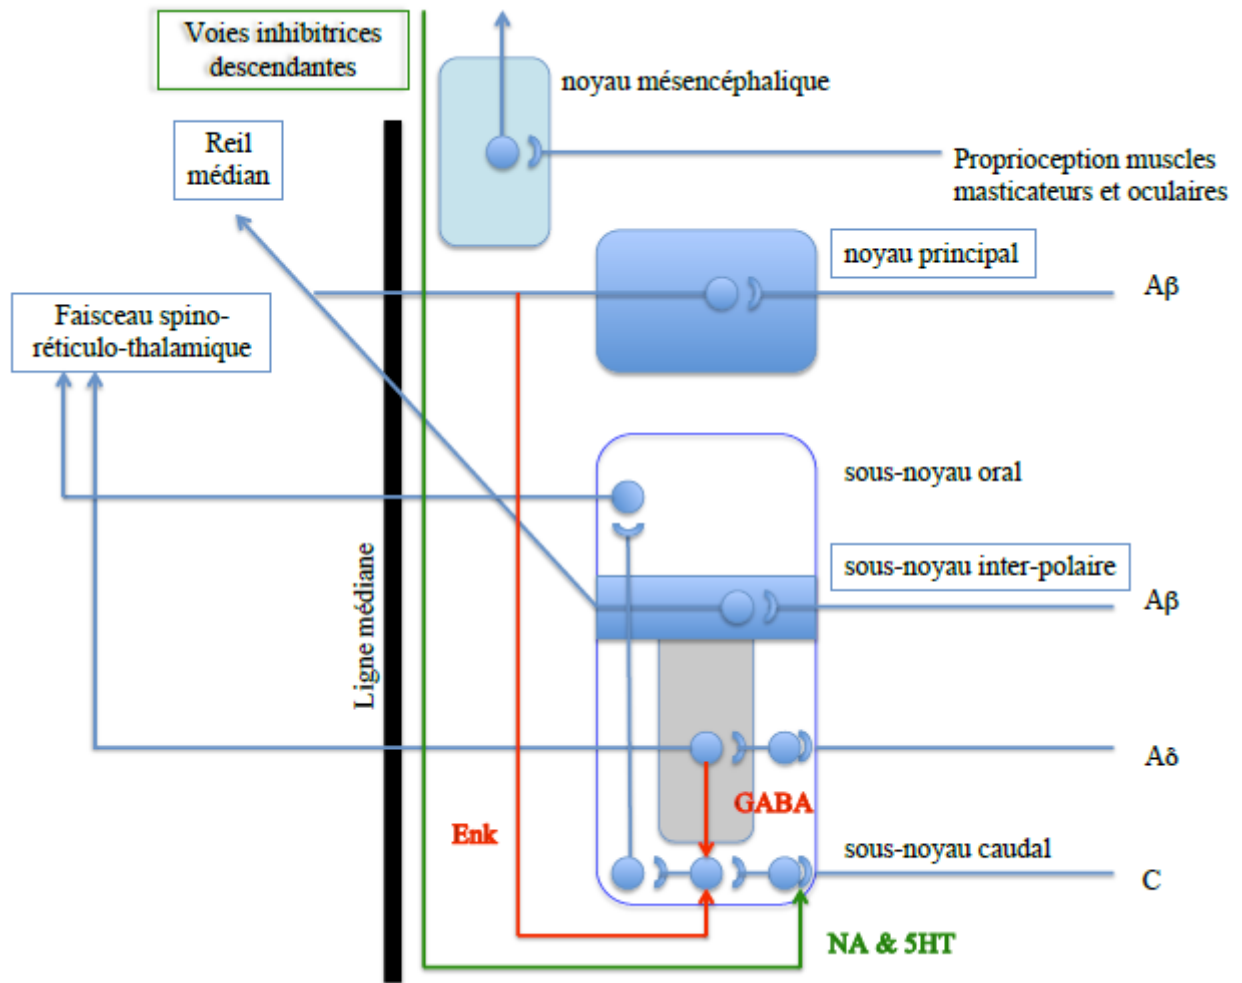 Voies inhibitrices
descendantes
noyau mésencéphalique
Reil
médian
Proprioception muscles
masticateurs et oculaires
noyau principal
Aβ
Faisceau spino-
réticulo-thalamique
sous-noyau oral
Ligne médiane
sous-noyau inter-polaire
Aβ
Aδ
GABA
Enk
sous-noyau caudal
C
NA & 5HT